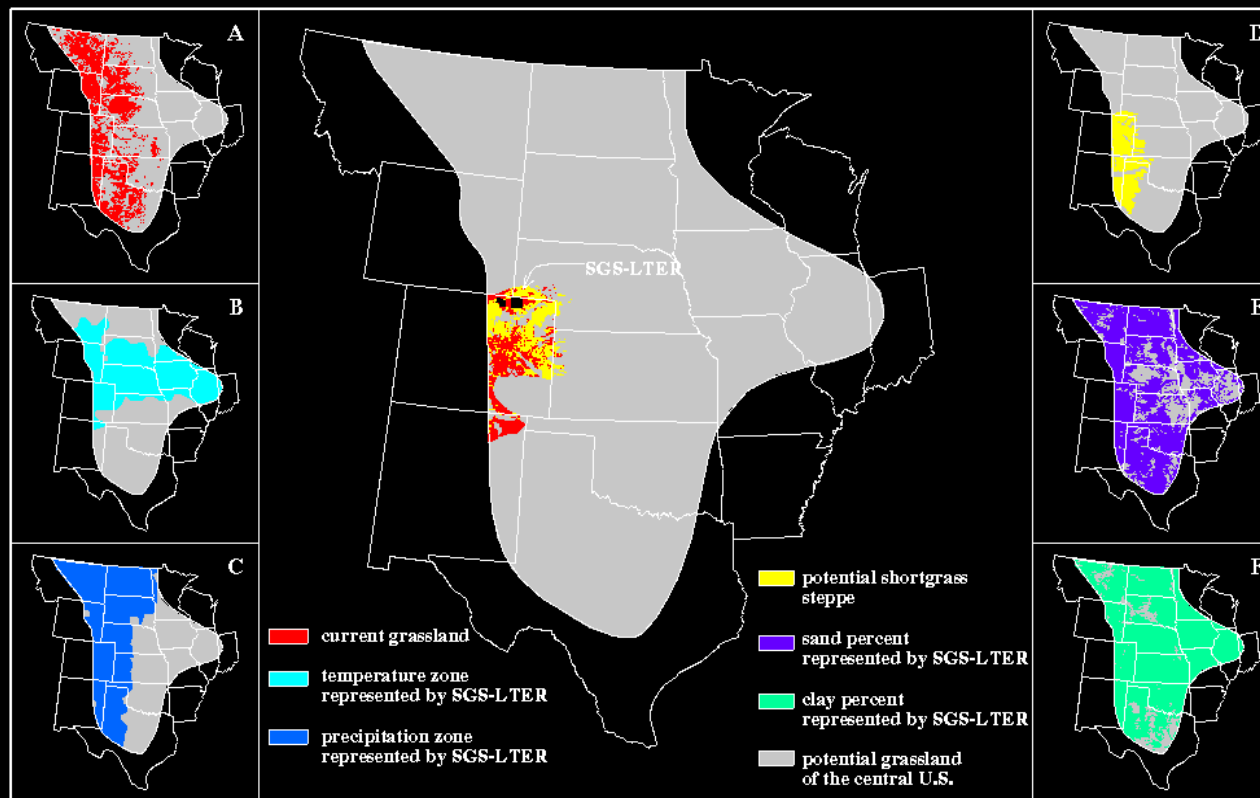 A
B
C
SGS-LTER
current grassland
temperature zone
represented by SGS-LTER
precipitation zone
represented by SGS-LTER
potential shortgrass
steppe
sand percent
represented by SGS-LTER
clay percent
represented by SGS-LTER
potential grassland
of the central U.S.
D
E
F